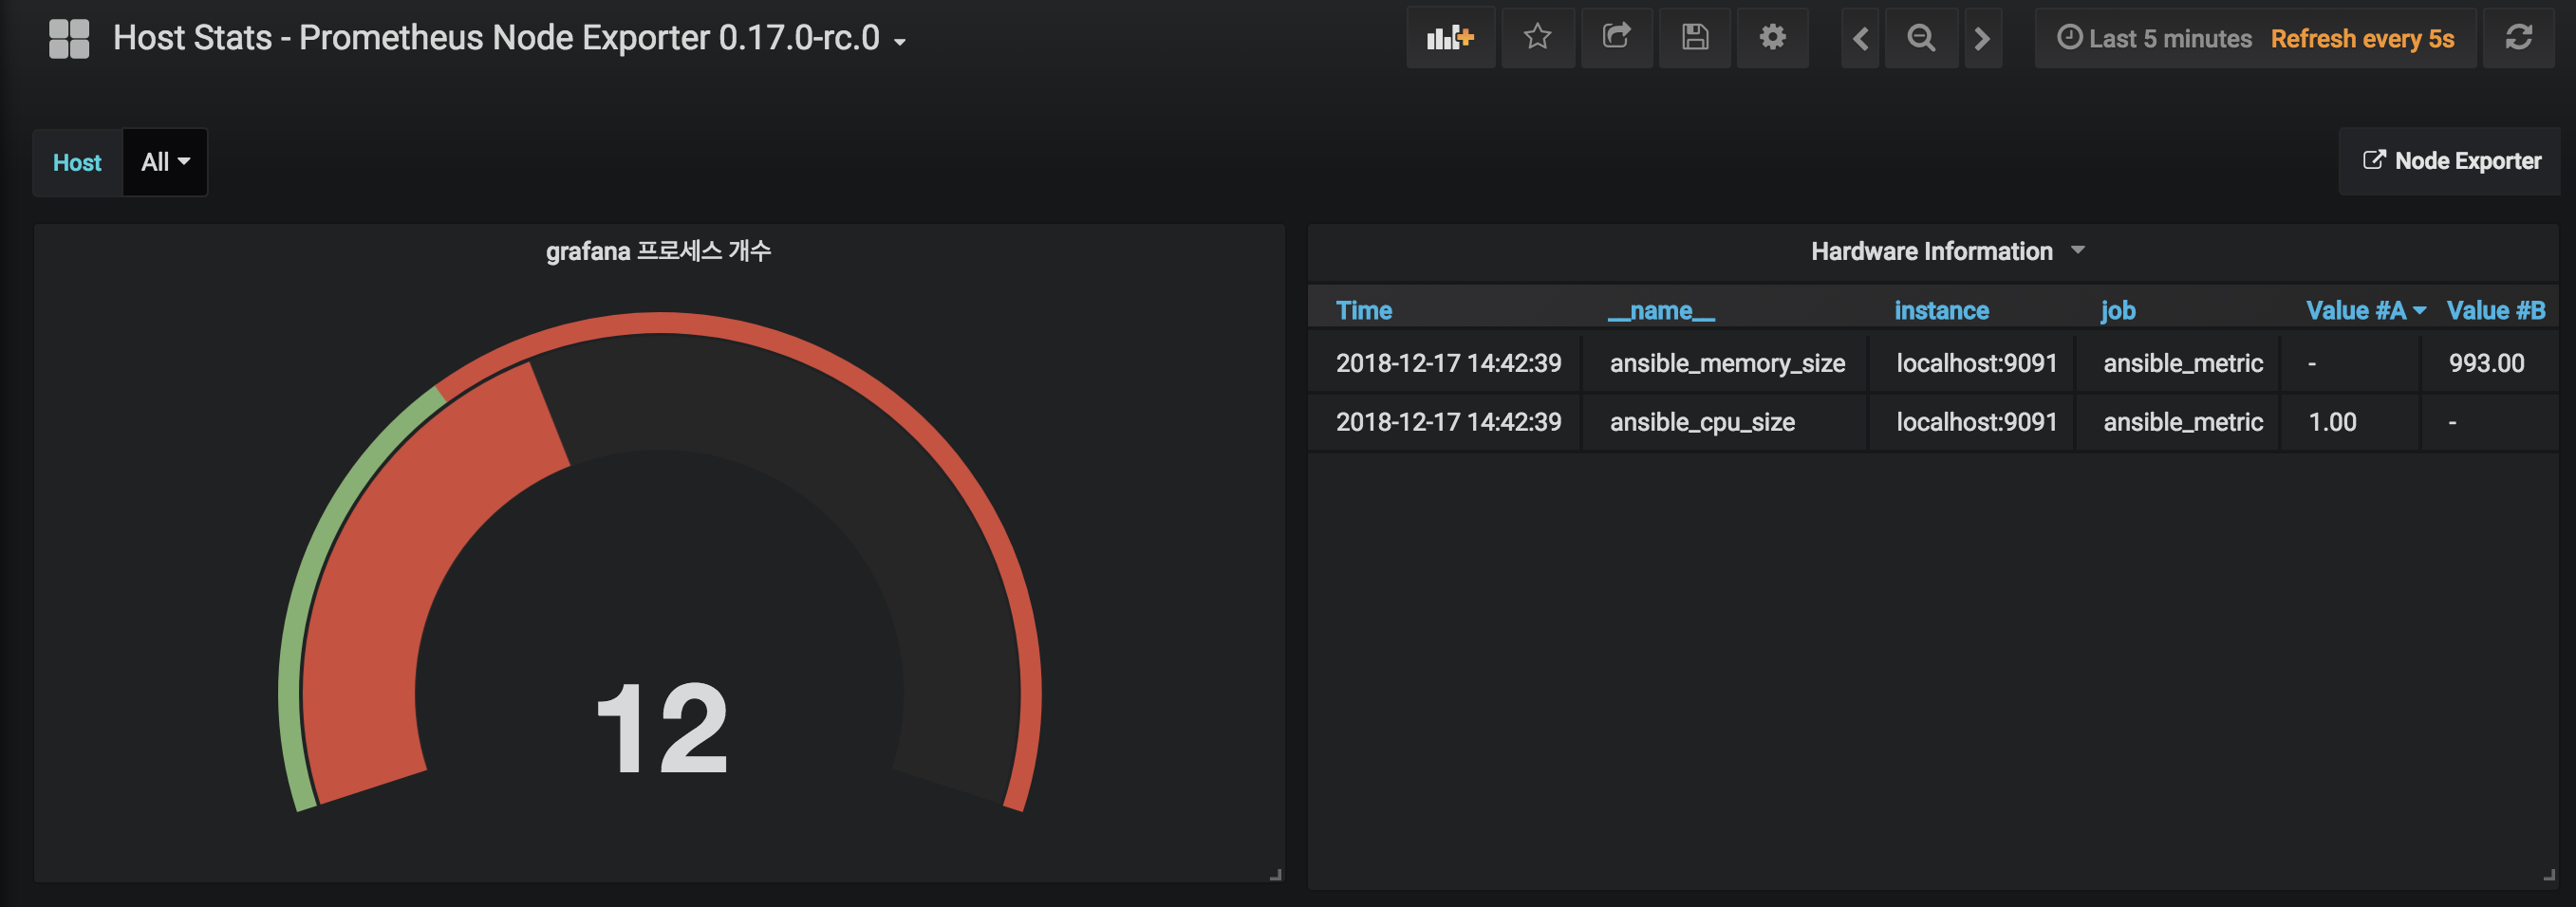 Host Stats - Prometheus Node Exporter 0.17.0-rc.0
Last 5 minutes Refresh every 5s
Host All
Node Exporter
grafana 프로세스 개수
12
Hardware Information
Time __name__ instance job Value #A Value #B
2018-12-17 14:42:39 ansible_memory_size localhost:9091 ansible_metric - 993.00
2018-12-17 14:42:39 ansible_cpu_size localhost:9091 ansible_metric 1.00 -